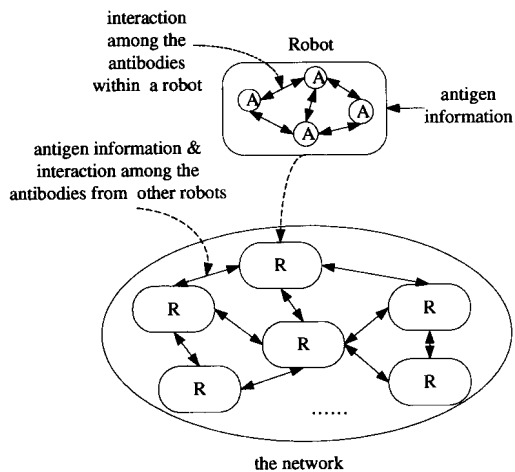 interaction
among the
antibodies
within a robot
Robot
A
A
A
A
antigen
information
antigen information &
interaction among the
antibodies from other robots
R
R
R
R
R
R
......
the network